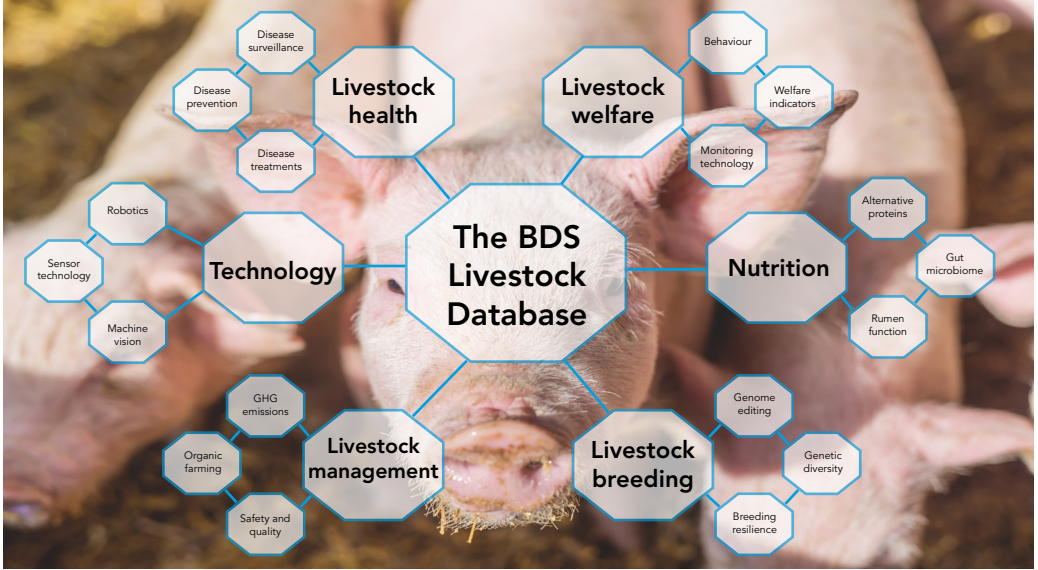 Disease
surveillance
Disease
prevention
Disease
treatments
Livestock
health
Livestock
welfare
Behaviour
Welfare
indicators
Monitoring
technology
Robotics
Sensor
technology
Machine
vision
Technology
The BDS
Livestock
Database
Nutrition
Alternative
proteins
Gut
microbiome
Rumen
function
GHG
emissions
Organic
farming
Safety and
quality
Livestock
management
Livestock
breeding
Genome
editing
Genetic
diversity
Breeding
resilience